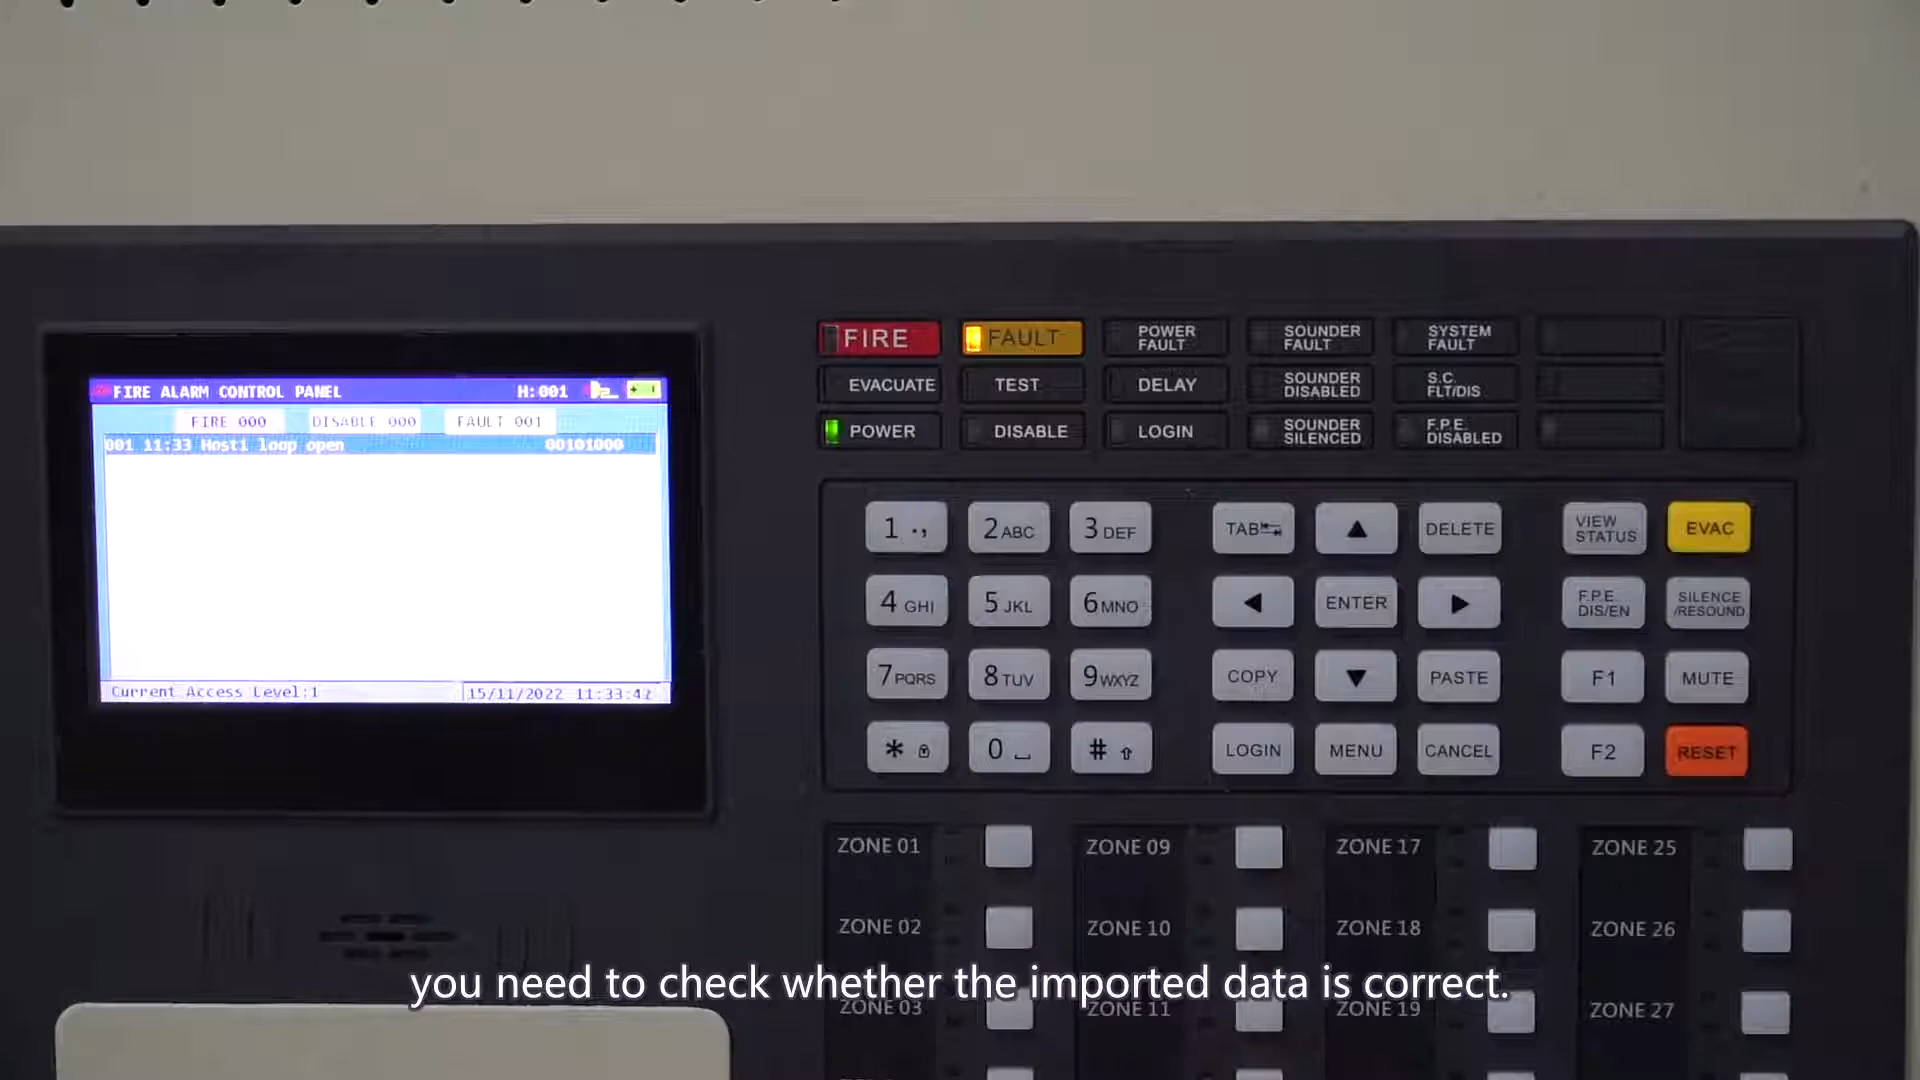 FIRE ALARM CONTROL PANEL H:001
FIRE 000 DISABLE 000 FAULT 001
001 11:33 Host1 loop open 00101000
Current Access Level:1 15/11/2022 11:33:42
FIRE FAULT POWER FAULT SOUNDER FAULT SYSTEM FAULT
EVACUATE TEST DELAY SOUNDER DISABLED S.C. FLT/DIS
POWER DISABLE LOGIN SOUNDER SILENCED F.P.E. DISABLED
1 ., 2 ABC 3 DEF TAB ▲ DELETE VIEW STATUS EVAC
4 GHI 5 JKL 6 MNO ◀ ENTER ▶ F.P.E. DIS/EN SILENCE /RESOUND
7 PQRS 8 TUV 9 WXYZ COPY ▼ PASTE F1 MUTE
* 0 # LOGIN MENU CANCEL F2 RESET
ZONE 01 ZONE 09 ZONE 17 ZONE 25
ZONE 02 ZONE 10 ZONE 18 ZONE 26
ZONE 03 ZONE 11 ZONE 19 ZONE 27
you need to check whether the imported data is correct.